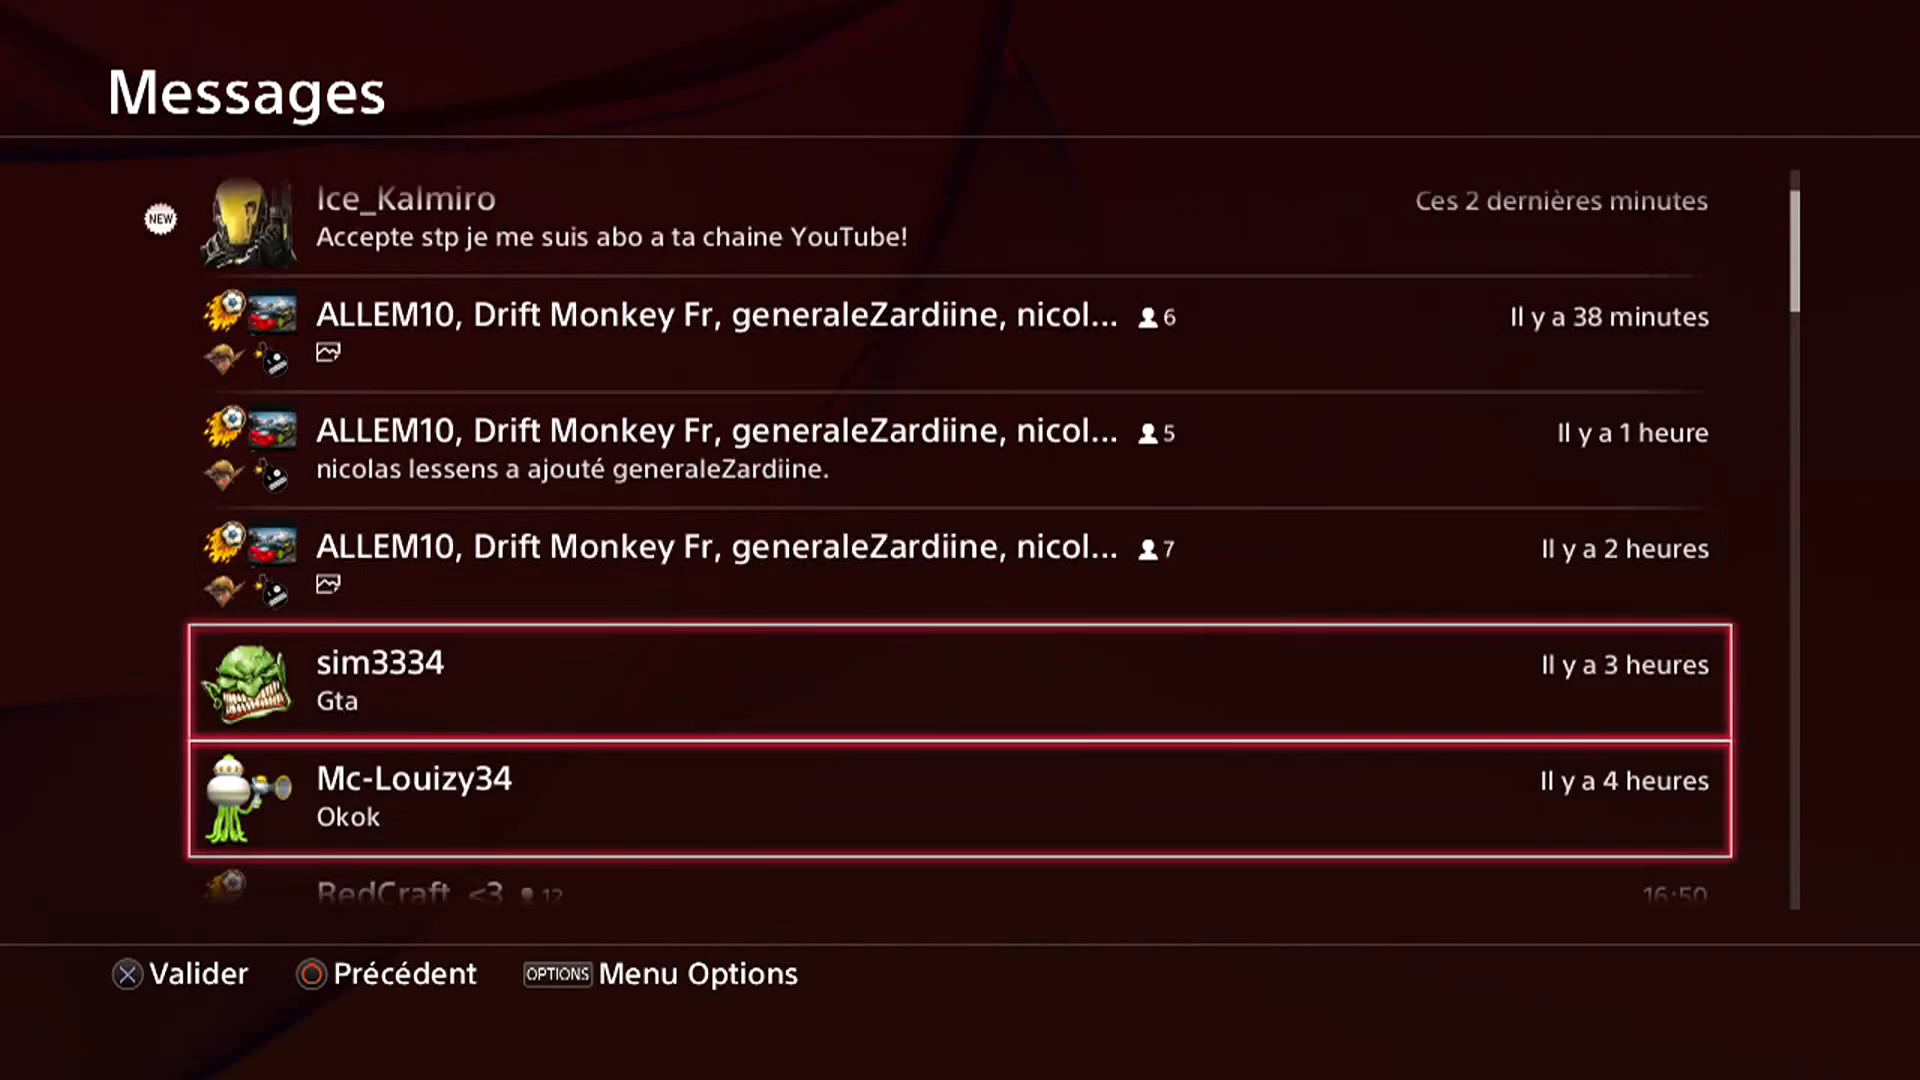 Messages
NEW
Ice_Kalmiro
Ces 2 dernières minutes
Accepte stp je me suis abo a ta chaine YouTube!
ALLEM10, Drift Monkey Fr, generaleZardiine, nicol... 6
Il y a 38 minutes
ALLEM10, Drift Monkey Fr, generaleZardiine, nicol... 5
Il y a 1 heure
nicolas lessens a ajouté generaleZardiine.
ALLEM10, Drift Monkey Fr, generaleZardiine, nicol... 7
Il y a 2 heures
sim3334
Il y a 3 heures
Gta
Mc-Louizy34
Il y a 4 heures
Okok
RedCraft <3 12
16:50
Valider Précédent OPTIONS Menu Options